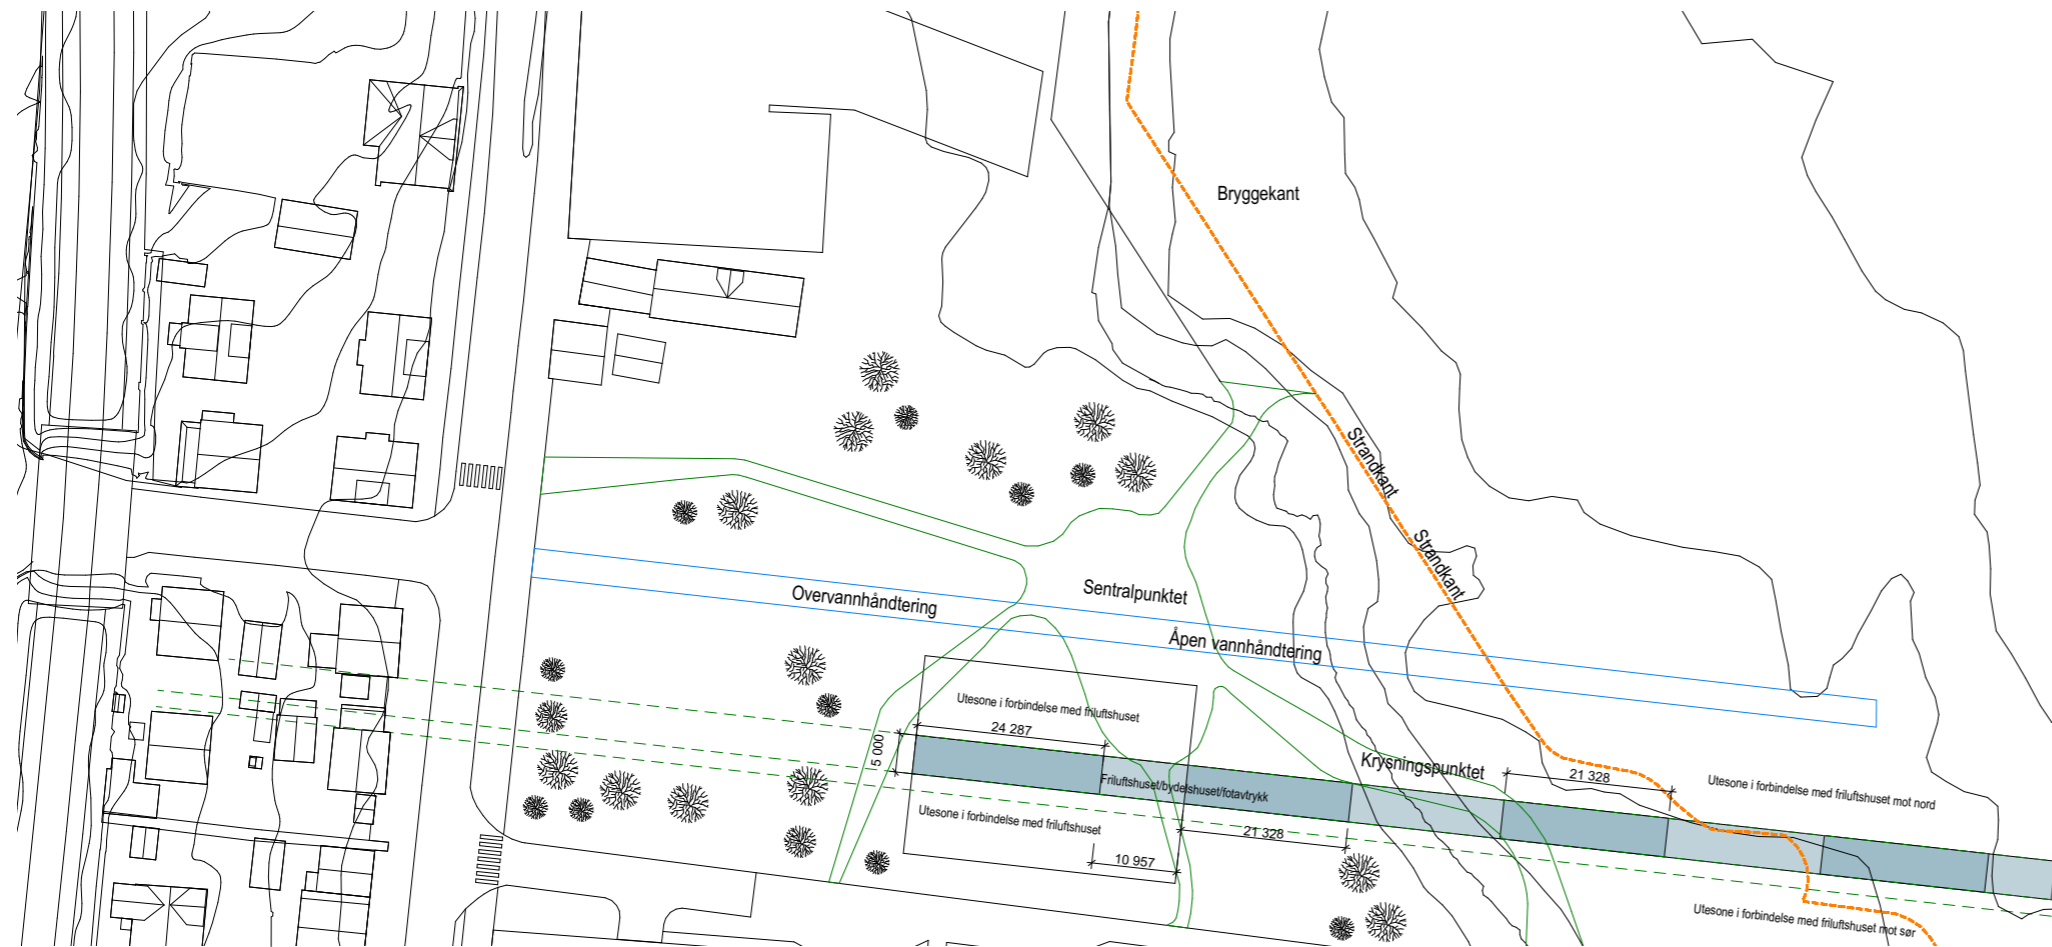 Bryggekant
Strandkant
Strandkant
Sentralpunktet
Overvannhåndtering
Åpen vannhåndtering
Utesone i forbindelse med friluftshuset
24 287
5 000
Krysningspunktet
21 328
Utesone i forbindelse med friluftshuset mot nord
Friluftshuset/bydelshuset/fotavtrykk
Utesone i forbindelse med friluftshuset
21 328
10 957
Utesone i forbindelse med friluftshuset mot sør